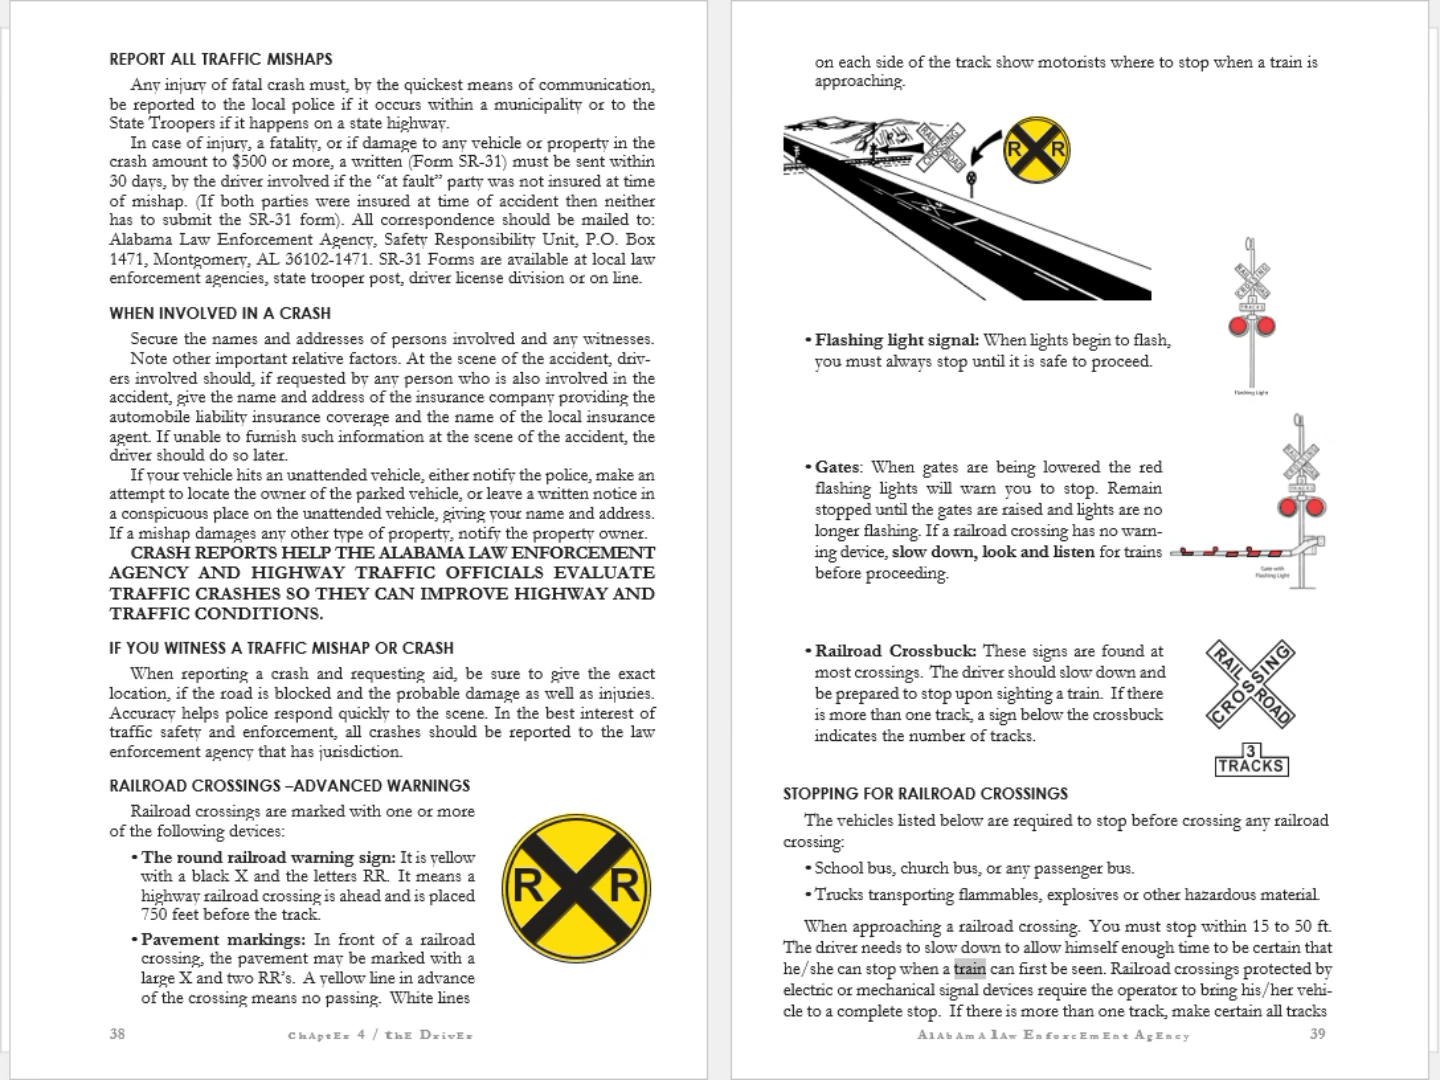 REPORT ALL TRAFFIC MISHAPS
Any injury of fatal crash must, by the quickest means of communication,
be reported to the local police if it occurs within a municipality or to the
State Troopers if it happens on a state highway.
In case of injury, a fatality, or if damage to any vehicle or property in the
crash amount to $500 or more, a written (Form SR-31) must be sent within
30 days, by the driver involved if the “at fault” party was not insured at time
of mishap. (If both parties were insured at time of accident then neither
has to submit the SR-31 form). All correspondence should be mailed to:
Alabama Law Enforcement Agency, Safety Responsibility Unit, P.O. Box
1471, Montgomery, AL 36102-1471. SR-31 Forms are available at local law
enforcement agencies, state trooper post, driver license division or on line.
WHEN INVOLVED IN A CRASH
Secure the names and addresses of persons involved and any witnesses.
Note other important relative factors. At the scene of the accident, driv-
ers involved should, if requested by any person who is also involved in the
accident, give the name and address of the insurance company providing the
automobile liability insurance coverage and the name of the local insurance
agent. If unable to furnish such information at the scene of the accident, the
driver should do so later.
If your vehicle hits an unattended vehicle, either notify the police, make an
attempt to locate the owner of the parked vehicle, or leave a written notice in
a conspicuous place on the unattended vehicle, giving your name and address.
If a mishap damages any other type of property, notify the property owner.
CRASH REPORTS HELP THE ALABAMA LAW ENFORCEMENT
AGENCY AND HIGHWAY TRAFFIC OFFICIALS EVALUATE
TRAFFIC CRASHES SO THEY CAN IMPROVE HIGHWAY AND
TRAFFIC CONDITIONS.
IF YOU WITNESS A TRAFFIC MISHAP OR CRASH
When reporting a crash and requesting aid, be sure to give the exact
location, if the road is blocked and the probable damage as well as injuries.
Accuracy helps police respond quickly to the scene. In the best interest of
traffic safety and enforcement, all crashes should be reported to the law
enforcement agency that has jurisdiction.
RAILROAD CROSSINGS –ADVANCED WARNINGS
Railroad crossings are marked with one or more
of the following devices:
• The round railroad warning sign: It is yellow
with a black X and the letters RR. It means a
highway railroad crossing is ahead and is placed
750 feet before the track.
• Pavement markings: In front of a railroad
crossing, the pavement may be marked with a
large X and two RR’s. A yellow line in advance
of the crossing means no passing. White lines
R R
38
Chapter 4 / the Driver
on each side of the track show motorists where to stop when a train is
approaching.
RAILROAD CROSSING
R R
RAILROAD CROSSING
3
TRACKS
• Flashing light signal: When lights begin to flash,
you must always stop until it is safe to proceed.
Flashing Light
• Gates: When gates are being lowered the red
flashing lights will warn you to stop. Remain
stopped until the gates are raised and lights are no
longer flashing. If a railroad crossing has no warn-
ing device, slow down, look and listen for trains
before proceeding.
TRACKS
Gate with
Flashing Light
• Railroad Crossbuck: These signs are found at
most crossings. The driver should slow down and
be prepared to stop upon sighting a train. If there
is more than one track, a sign below the crossbuck
indicates the number of tracks.
RAILROAD CROSSING
3
TRACKS
STOPPING FOR RAILROAD CROSSINGS
The vehicles listed below are required to stop before crossing any railroad
crossing:
• School bus, church bus, or any passenger bus.
• Trucks transporting flammables, explosives or other hazardous material.
When approaching a railroad crossing. You must stop within 15 to 50 ft.
The driver needs to slow down to allow himself enough time to be certain that
he/she can stop when a train can first be seen. Railroad crossings protected by
electric or mechanical signal devices require the operator to bring his/her vehi-
cle to a complete stop. If there is more than one track, make certain all tracks
Alabama Law Enforcement Agency
39